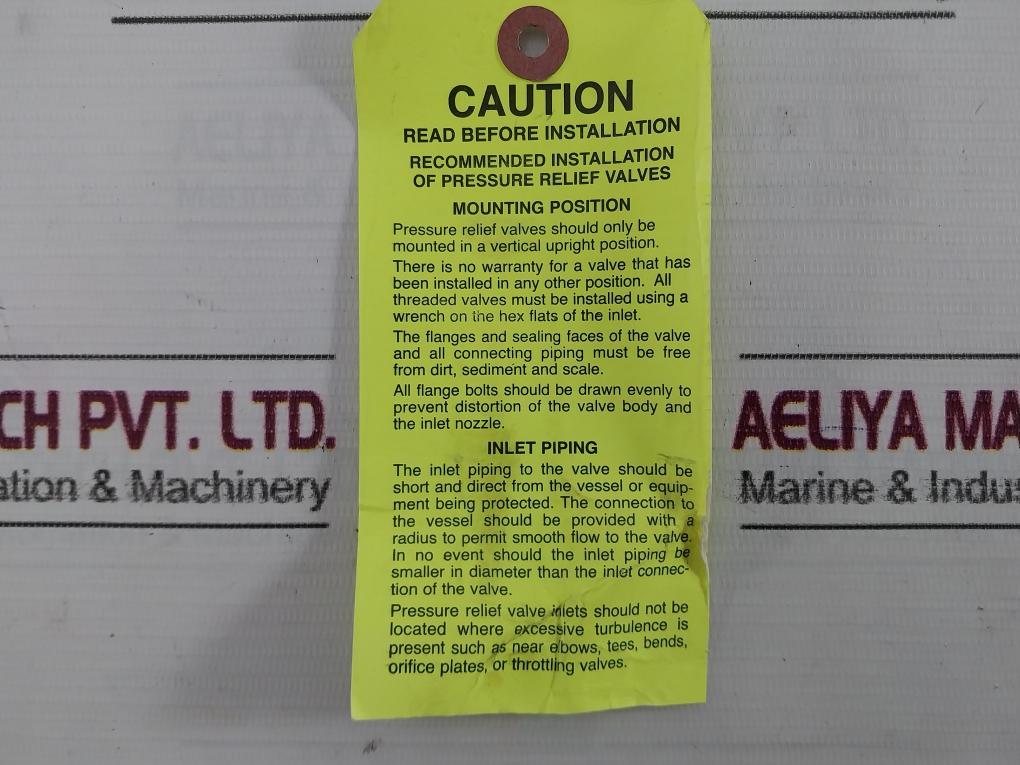 CAUTION
READ BEFORE INSTALLATION
RECOMMENDED INSTALLATION
OF PRESSURE RELIEF VALVES
MOUNTING POSITION
Pressure relief valves should only be
mounted in a vertical upright position.
There is no warranty for a valve that has
been installed in any other position. All
threaded valves must be installed using a
wrench on the hex flats of the inlet.
The flanges and sealing faces of the valve
and all connecting piping must be free
from dirt, sediment and scale.
All flange bolts should be drawn evenly to
prevent distortion of the valve body and
the inlet nozzle.
INLET PIPING
The inlet piping to the valve should be
short and direct from the vessel or equip-
ment being protected. The connection to
the vessel should be provided with a
radius to permit smooth flow to the valve.
In no event should the inlet piping be
smaller in diameter than the inlet connec-
tion of the valve.
Pressure relief valve inlets should not be
located where excessive turbulence is
present such as near elbows, tees, bends,
orifice plates, or throttling valves.
CH PVT. LTD.
ation & Machinery
AELIYA MA
Marine & Indus